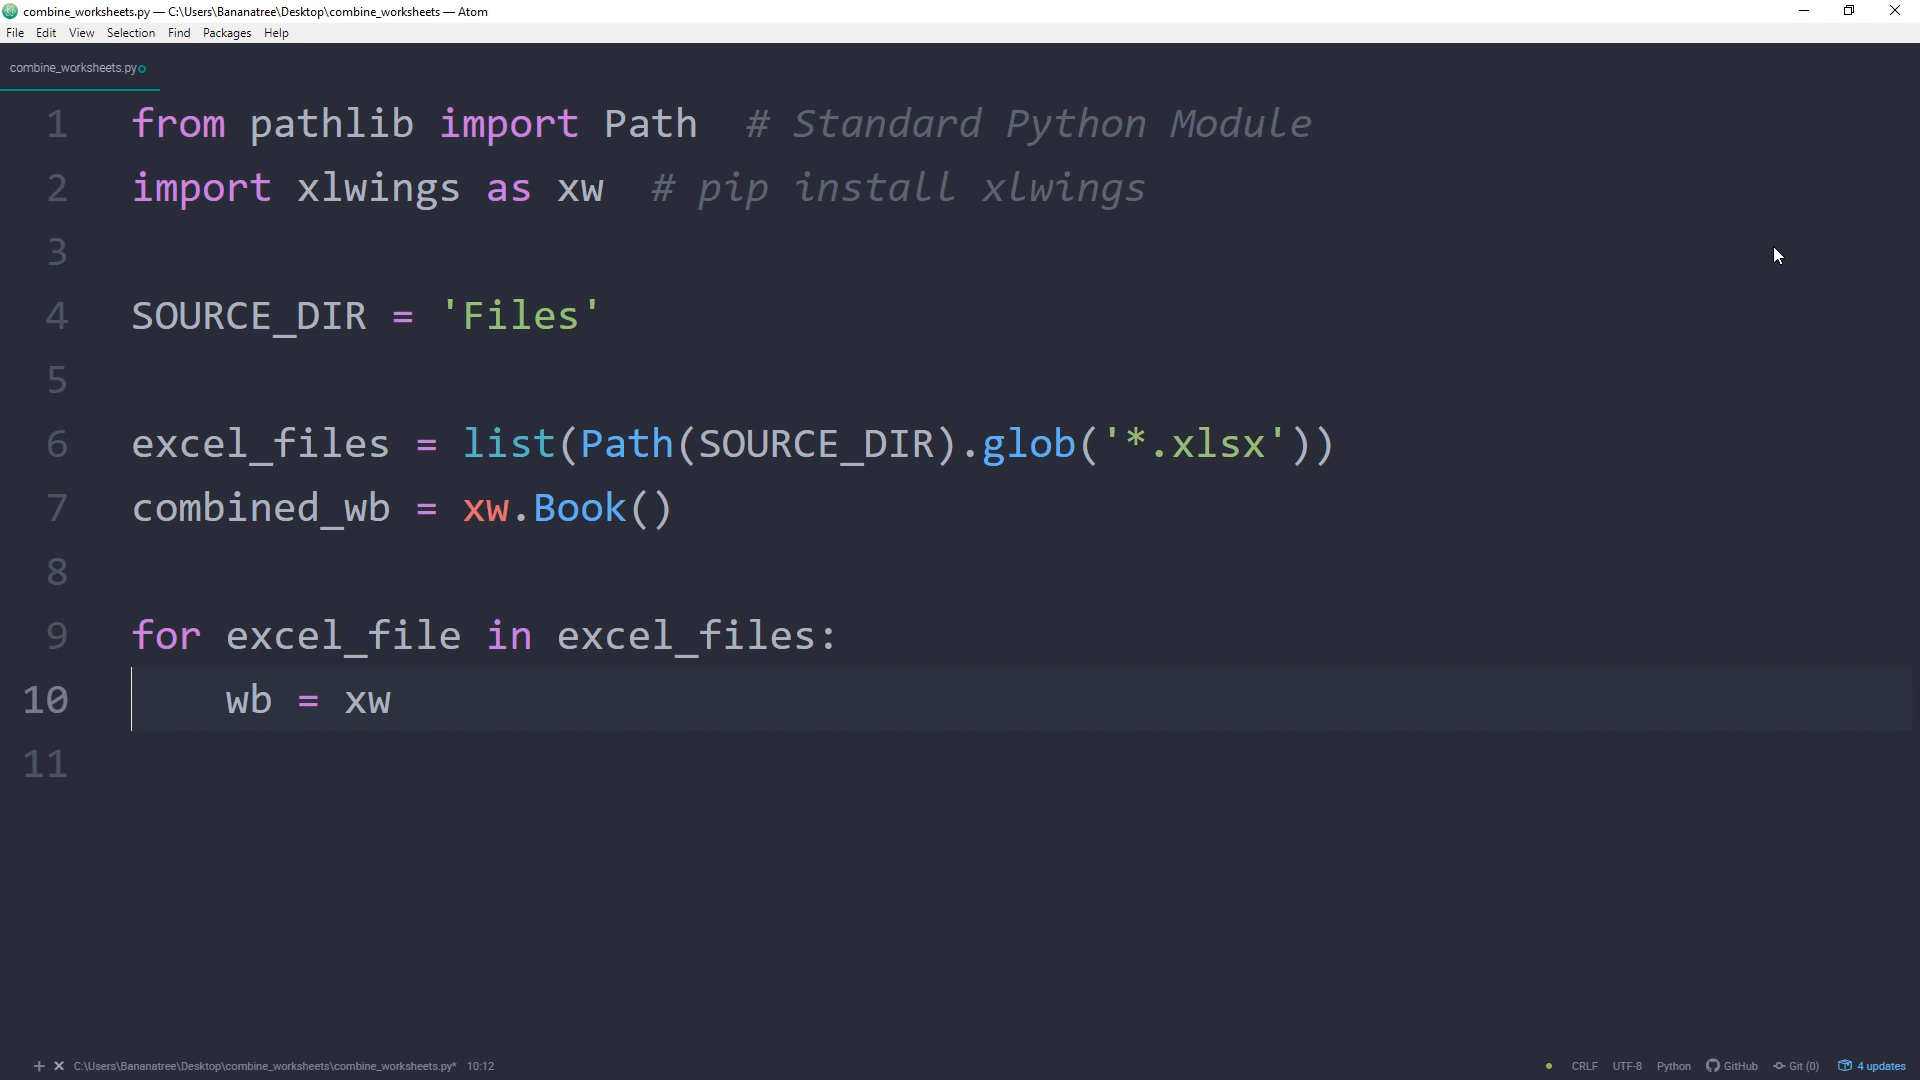 combine_worksheets.py — C:\Users\Bananatree\Desktop\combine_worksheets — Atom
File Edit View Selection Find Packages Help
combine_worksheets.py
1 from pathlib import Path  # Standard Python Module
2 import xlwings as xw  # pip install xlwings
3
4 SOURCE_DIR = 'Files'
5
6 excel_files = list(Path(SOURCE_DIR).glob('*.xlsx'))
7 combined_wb = xw.Book()
8
9 for excel_file in excel_files:
10     wb = xw
11
C:\Users\Bananatree\Desktop\combine_worksheets\combine_worksheets.py* 10:12 CRLF UTF-8 Python GitHub Git (0) 4 updates